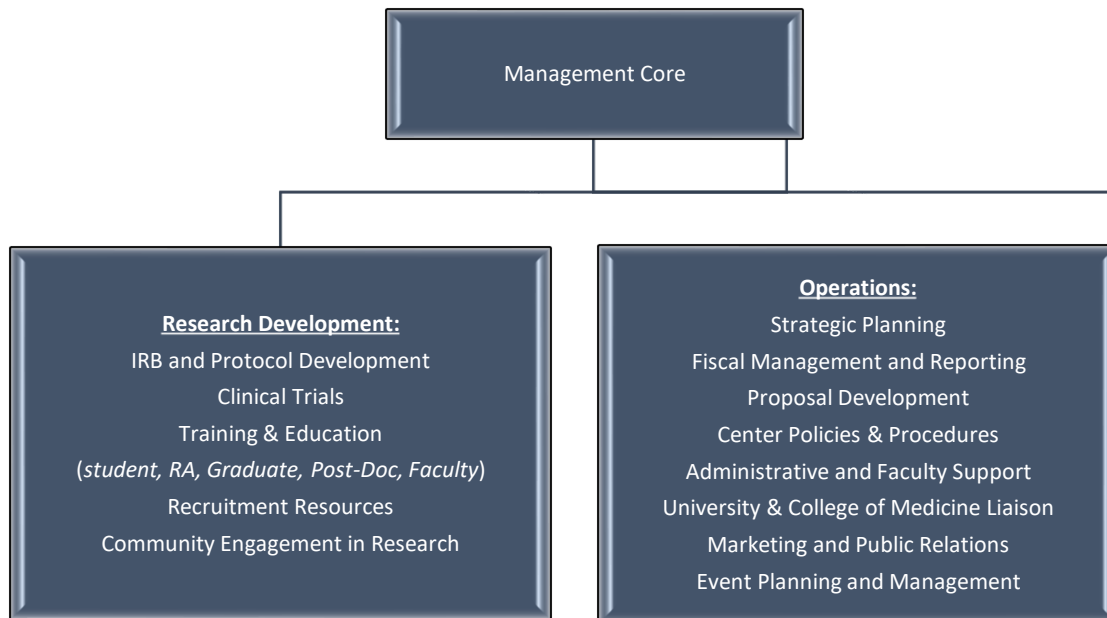 Management Core
Research Development:
IRB and Protocol Development
Clinical Trials
Training & Education
(student, RA, Graduate, Post-Doc, Faculty)
Recruitment Resources
Community Engagement in Research
Operations:
Strategic Planning
Fiscal Management and Reporting
Proposal Development
Center Policies & Procedures
Administrative and Faculty Support
University & College of Medicine Liaison
Marketing and Public Relations
Event Planning and Management